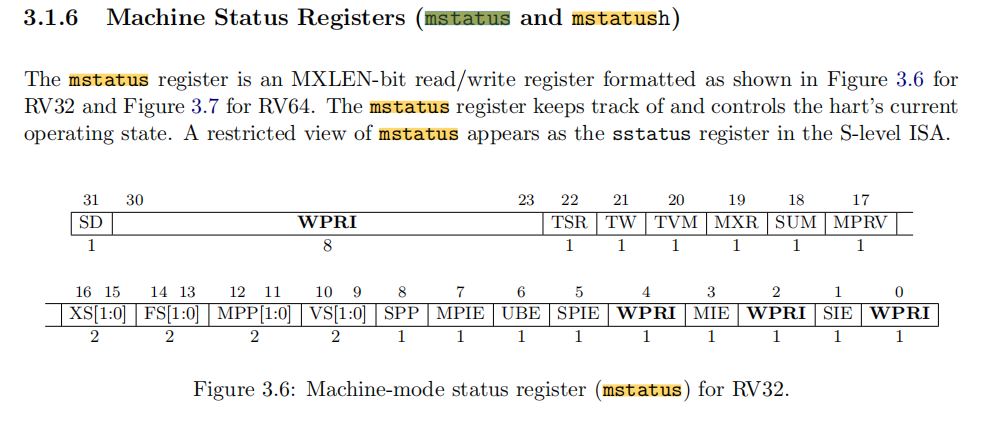 3.1.6 Machine Status Registers (mstatus and mstatush)
The mstatus register is an MXLEN-bit read/write register formatted as shown in Figure 3.6 for
RV32 and Figure 3.7 for RV64. The mstatus register keeps track of and controls the hart's current
operating state. A restricted view of mstatus appears as the sstatus register in the S-level ISA.
31 30 23 22 21 20 19 18 17
SD WPRI TSR TW TVM MXR SUM MPRV
1 8 1 1 1 1 1 1
16 15 14 13 12 11 10 9 8 7 6 5 4 3 2 1 0
XS[1:0] FS[1:0] MPP[1:0] VS[1:0] SPP MPIE UBE SPIE WPRI MIE WPRI SIE WPRI
2 2 2 2 1 1 1 1 1 1 1 1 1
Figure 3.6: Machine-mode status register (mstatus) for RV32.